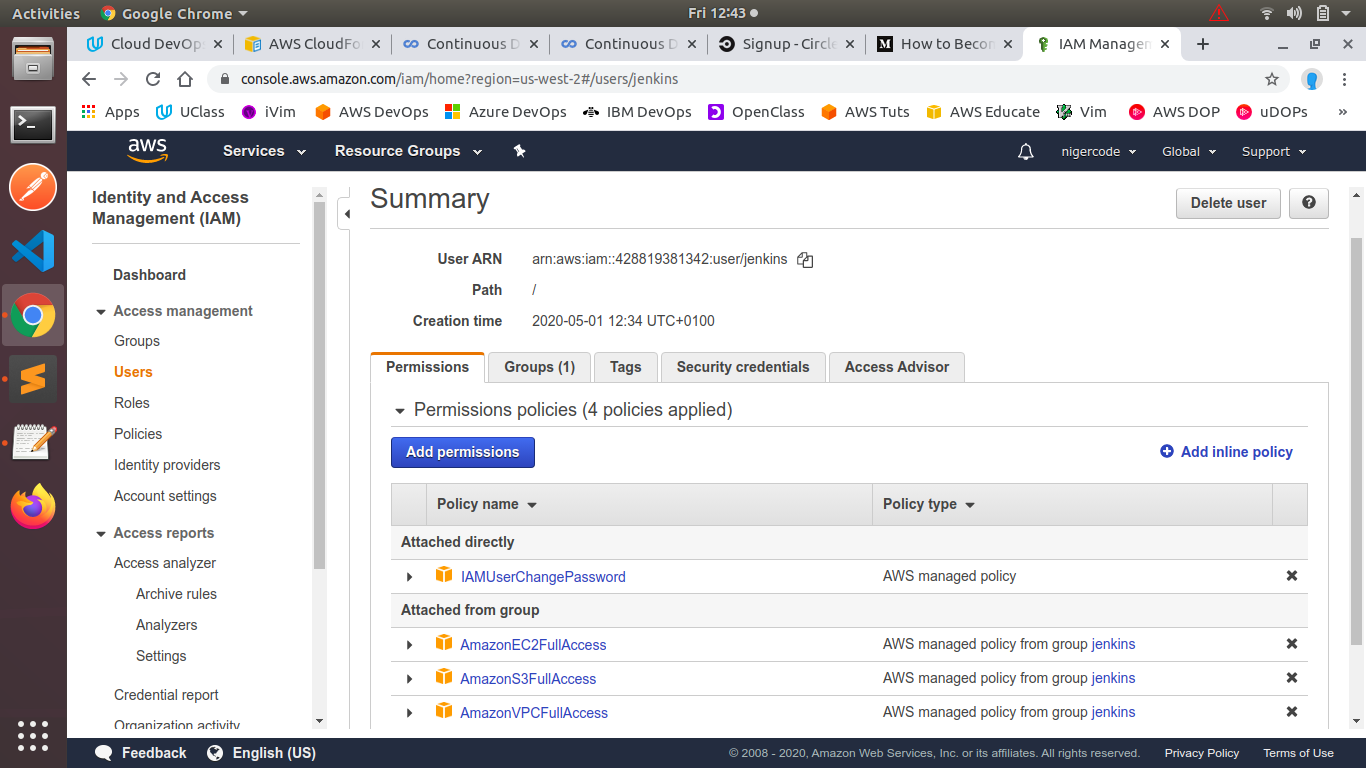 Activities Google Chrome Fri 12:43
Cloud DevOp AWS CloudFo Continuous D Continuous D Signup - Circle How to Becom IAM Managem
console.aws.amazon.com/iam/home?region=us-west-2#/users/jenkins
Apps UClass iVim AWS DevOps Azure DevOps IBM DevOps OpenClass AWS Tuts AWS Educate Vim AWS DOP uDOPs »
aws Services Resource Groups nigercode Global Support
Identity and Access
Management (IAM)
Dashboard
Access management
Groups
Users
Roles
Policies
Identity providers
Account settings
Access reports
Access analyzer
Archive rules
Analyzers
Settings
Credential report
Organization activity
Summary
Delete user
User ARN arn:aws:iam::428819381342:user/jenkins
Path /
Creation time 2020-05-01 12:34 UTC+0100
Permissions Groups (1) Tags Security credentials Access Advisor
Permissions policies (4 policies applied)
Add permissions Add inline policy
Policy name Policy type
Attached directly
IAMUserChangePassword AWS managed policy
Attached from group
AmazonEC2FullAccess AWS managed policy from group jenkins
AmazonS3FullAccess AWS managed policy from group jenkins
AmazonVPCFullAccess AWS managed policy from group jenkins
Feedback English (US) © 2008 - 2020, Amazon Web Services, Inc. or its affiliates. All rights reserved. Privacy Policy Terms of Use